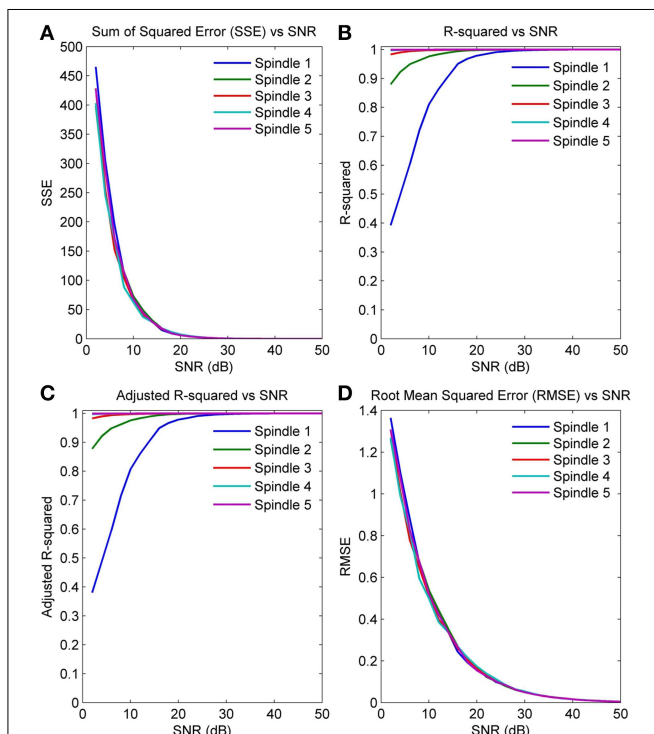 A
Sum of Squared Error (SSE) vs SNR
500
450
400
350
300
250
200
150
100
50
0
SSE
Spindle 1
Spindle 2
Spindle 3
Spindle 4
Spindle 5
0 10 20 30 40 50
SNR (dB)
B
R-squared vs SNR
1
0.9
0.8
0.7
0.6
0.5
0.4
0.3
0.2
0.1
0
R-squared
Spindle 1
Spindle 2
Spindle 3
Spindle 4
Spindle 5
0 10 20 30 40 50
SNR (dB)
C
Adjusted R-squared vs SNR
1
0.9
0.8
0.7
0.6
0.5
0.4
0.3
0.2
0.1
0
Adjusted R-squared
Spindle 1
Spindle 2
Spindle 3
Spindle 4
Spindle 5
0 10 20 30 40 50
SNR (dB)
D
Root Mean Squared Error (RMSE) vs SNR
1.4
1.2
1
0.8
0.6
0.4
0.2
0
RMSE
Spindle 1
Spindle 2
Spindle 3
Spindle 4
Spindle 5
0 10 20 30 40 50
SNR (dB)